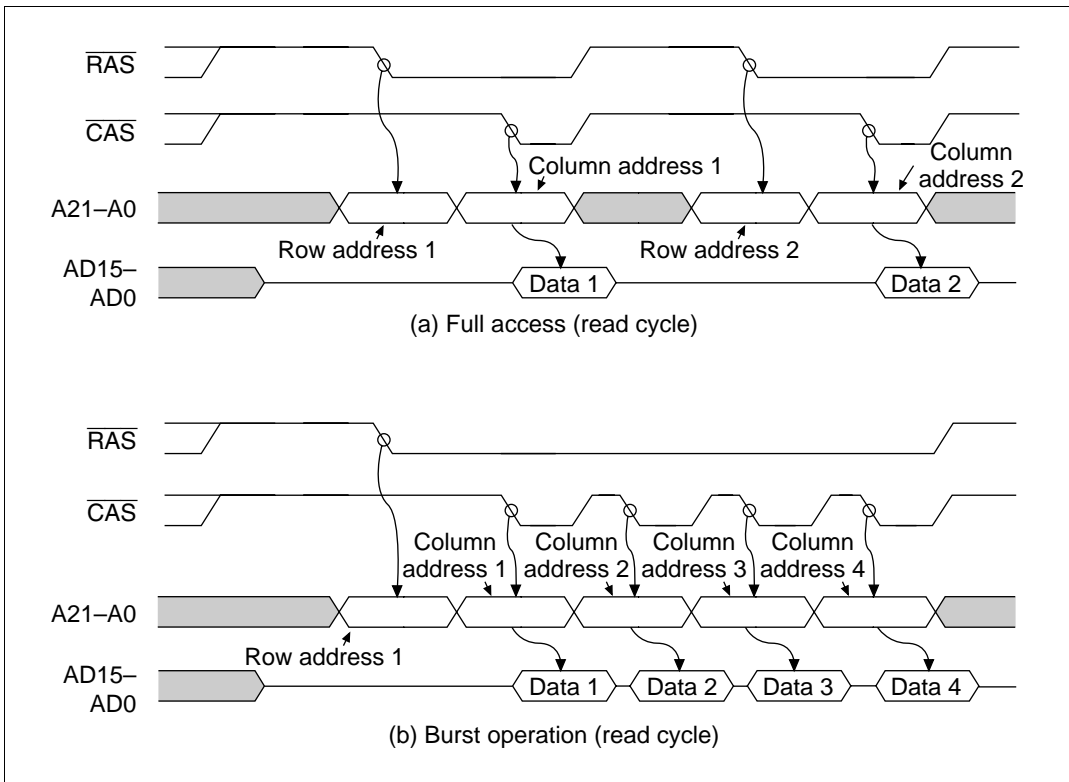 RAS
CAS
Column address 1
Column
address 2
A21–A0
Row address 1
Row address 2
AD15–
AD0
Data 1
Data 2
(a) Full access (read cycle)
RAS
CAS
Column
address 1
Column
address 2
Column
address 3
Column
address 4
A21–A0
Row address 1
AD15–
AD0
Data 1
Data 2
Data 3
Data 4
(b) Burst operation (read cycle)